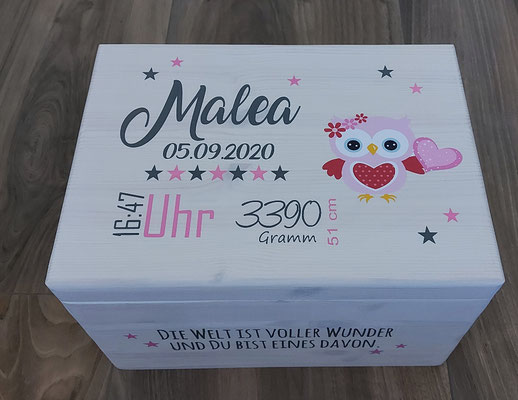 Malea
05.09.2020
16:47 Uhr
3390
Gramm
51 cm
DIE WELT IST VOLLER WUNDER
UND DU BIST EINES DAVON.